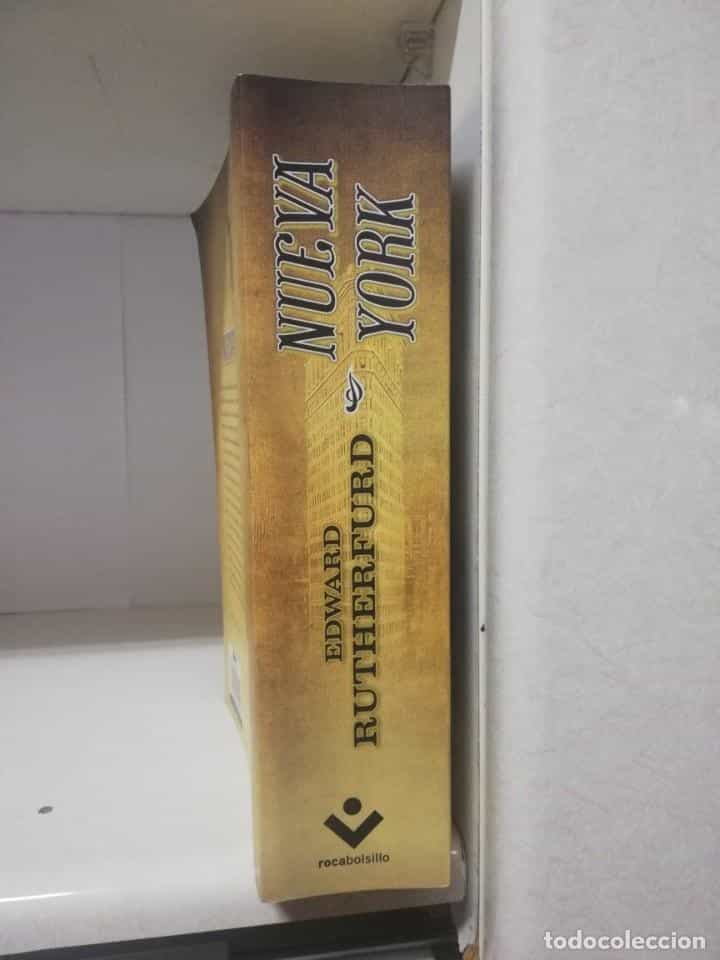 NUEVA
YORK
EDWARD
RUTHERFURD
rocabolsillo
todocoleccion